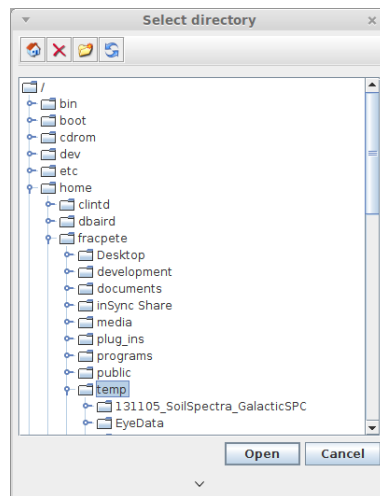 Select directory
/
bin
boot
cdrom
dev
etc
home
clintd
dbaird
fracpete
Desktop
development
documents
inSync Share
media
plug_ins
programs
public
temp
131105_SoilSpectra_GalacticSPC
EyeData
Open Cancel